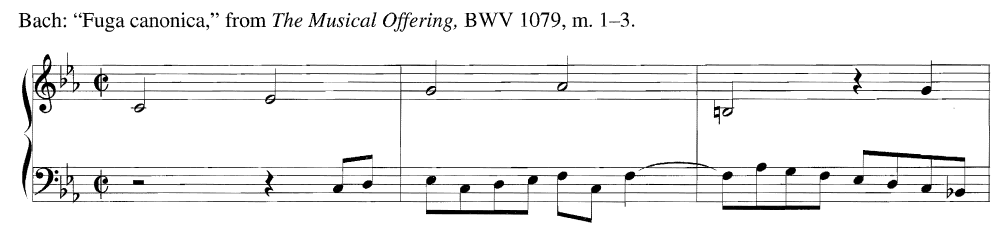 Bach: “Fuga canonica,” from The Musical Offering, BWV 1079, m. 1–3.